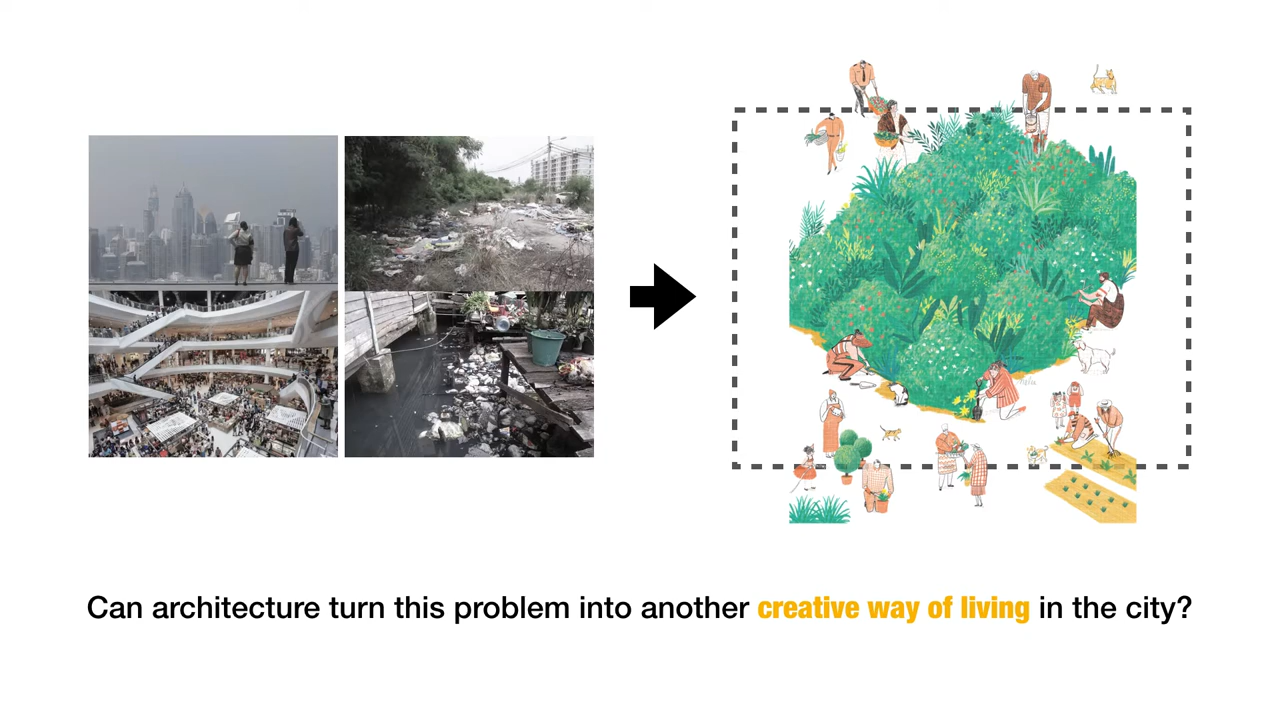 Can architecture turn this problem into another creative way of living in the city?